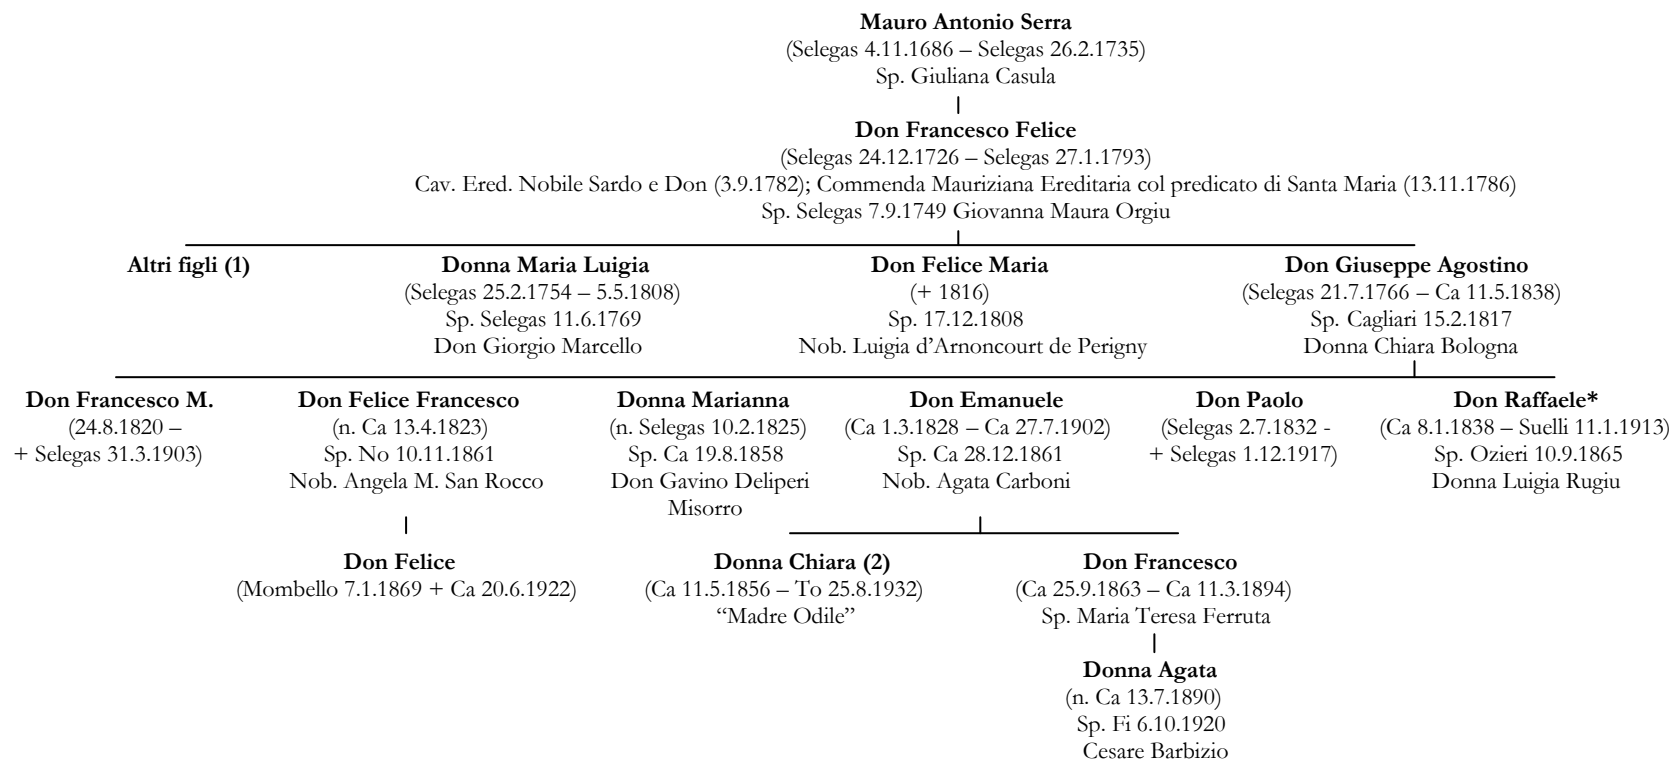 Mauro Antonio Serra
(Selegas 4.11.1686 – Selegas 26.2.1735)
Sp. Giuliana Casula
Don Francesco Felice
(Selegas 24.12.1726 – Selegas 27.1.1793)
Cav. Ered. Nobile Sardo e Don (3.9.1782); Commenda Mauriziana Ereditaria col predicato di Santa Maria (13.11.1786)
Sp. Selegas 7.9.1749 Giovanna Maura Orgiu
Altri figli (1)
Donna Maria Luigia
(Selegas 25.2.1754 – 5.5.1808)
Sp. Selegas 11.6.1769
Don Giorgio Marcello
Don Felice Maria
(+ 1816)
Sp. 17.12.1808
Nob. Luigia d’Arnoncourt de Perigny
Don Giuseppe Agostino
(Selegas 21.7.1766 – Ca 11.5.1838)
Sp. Cagliari 15.2.1817
Donna Chiara Bologna
Don Francesco M.
(24.8.1820 –
+ Selegas 31.3.1903)
Don Felice Francesco
(n. Ca 13.4.1823)
Sp. No 10.11.1861
Nob. Angela M. San Rocco
Donna Marianna
(n. Selegas 10.2.1825)
Sp. Ca 19.8.1858
Don Gavino Deliperi
Misorro
Don Emanuele
(Ca 1.3.1828 – Ca 27.7.1902)
Sp. Ca 28.12.1861
Nob. Agata Carboni
Don Paolo
(Selegas 2.7.1832 -
+ Selegas 1.12.1917)
Don Raffaele*
(Ca 8.1.1838 – Suelli 11.1.1913)
Sp. Ozieri 10.9.1865
Donna Luigia Rugiu
Don Felice
(Mombello 7.1.1869 + Ca 20.6.1922)
Donna Chiara (2)
(Ca 11.5.1856 – To 25.8.1932)
“Madre Odile”
Don Francesco
(Ca 25.9.1863 – Ca 11.3.1894)
Sp. Maria Teresa Ferruta
Donna Agata
(n. Ca 13.7.1890)
Sp. Fi 6.10.1920
Cesare Barbizio